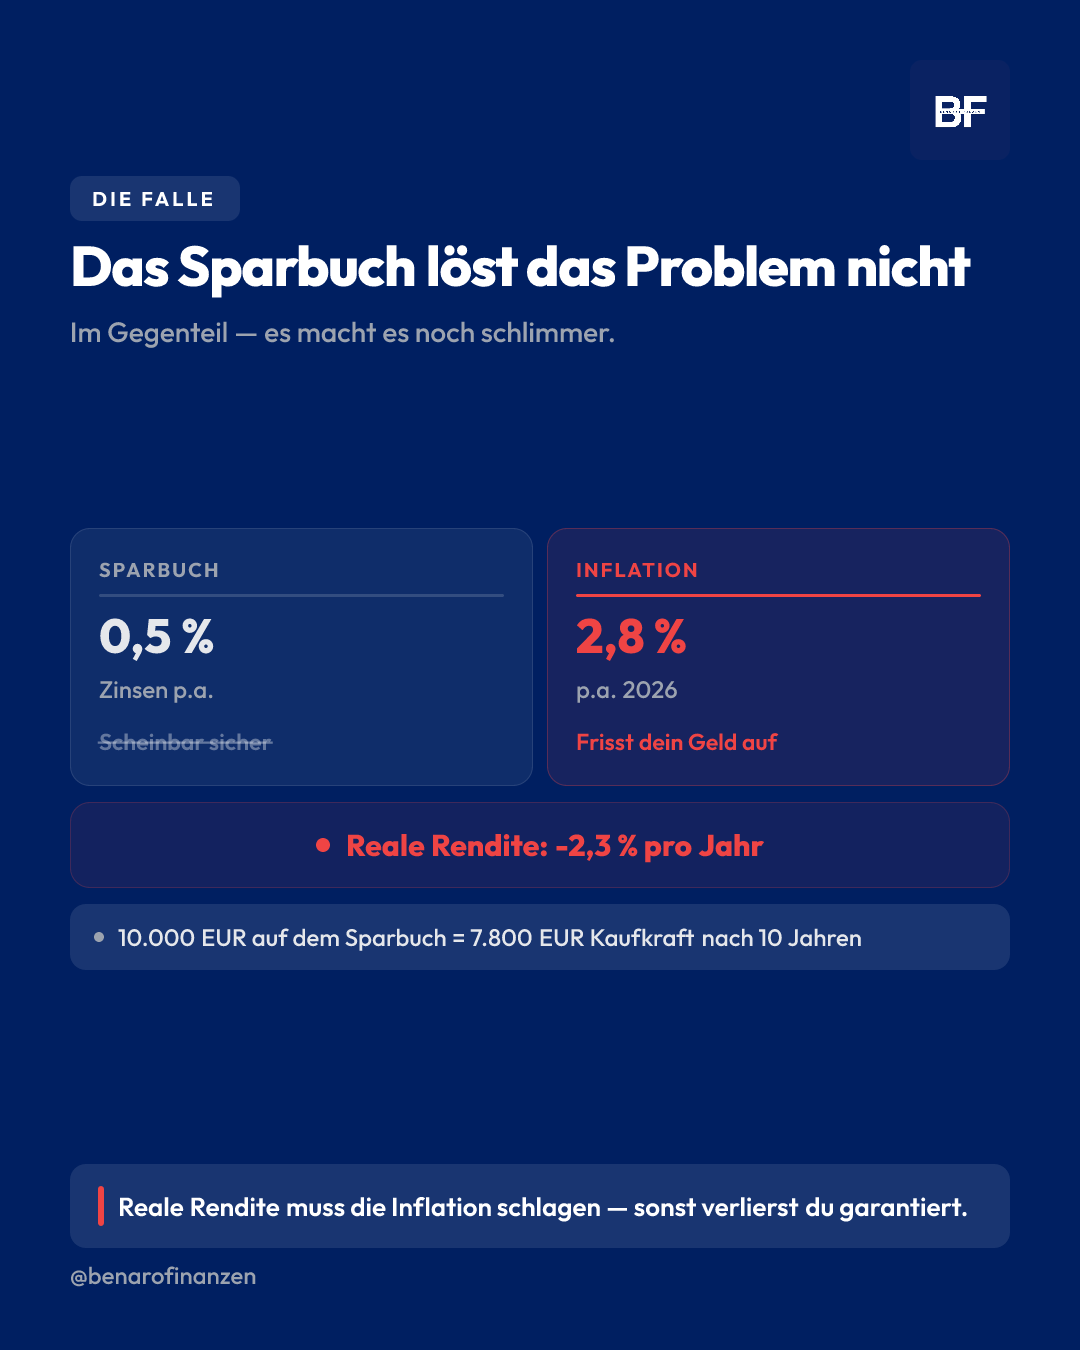 BF
DIE FALLE
Das Sparbuch löst das Problem nicht
Im Gegenteil — es macht es noch schlimmer.
SPARBUCH
0,5 %
Zinsen p.a.
Scheinbar sicher
INFLATION
2,8 %
p.a. 2026
Frisst dein Geld auf
Reale Rendite: -2,3 % pro Jahr
10.000 EUR auf dem Sparbuch = 7.800 EUR Kaufkraft nach 10 Jahren
Reale Rendite muss die Inflation schlagen — sonst verlierst du garantiert.
@benarofinanzen